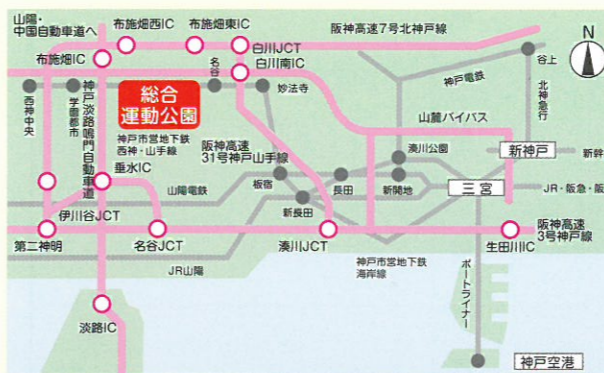 山陽・
中国自動車道へ
布施畑西IC
布施畑東IC
阪神高速7号北神戸線
N
布施畑IC
白川JCT
白川南IC
谷上
神戸電鉄
北神急行
西神中央
学園都市
神戸淡路鳴門自動車道
総合
運動公園
名谷
妙法寺
山麓バイパス
神戸市営地下鉄
西神・山手線
阪神高速
31号神戸山手線
湊川公園
新神戸
新幹
垂水IC
山陽電鉄
板宿
長田
新開地
三宮
JR・阪急・阪
新長田
伊川谷JCT
第二神明
名谷JCT
湊川JCT
生田川IC
阪神高速
3号神戸線
JR山陽
神戸市営地下鉄
海岸線
ポートライナー
淡路IC
神戸空港